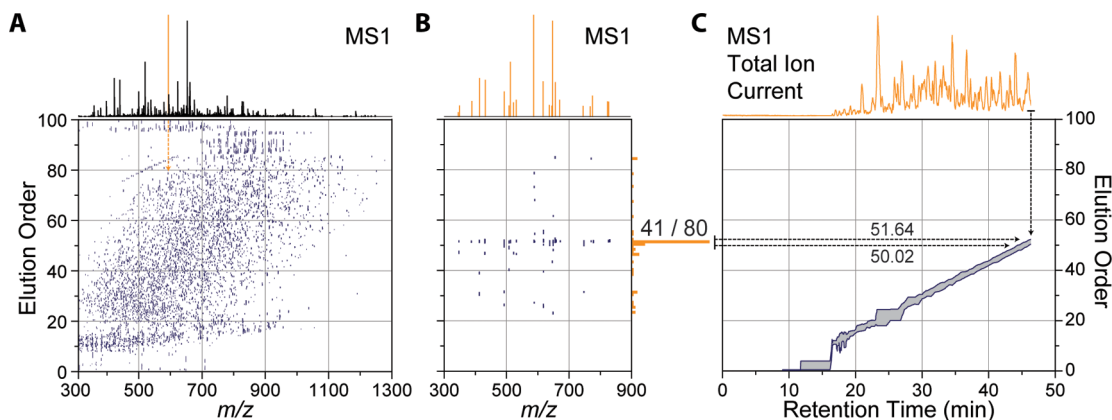 A
MS1
Elution Order
100
80
60
40
20
0
300 500 700 900 1100 1300
m/z
B
MS1
41 / 80
300 500 700 900
m/z
C
MS1
Total Ion
Current
51.64
50.02
100
80
60
40
20
0
Elution Order
0 10 20 30 40 50
Retention Time (min)